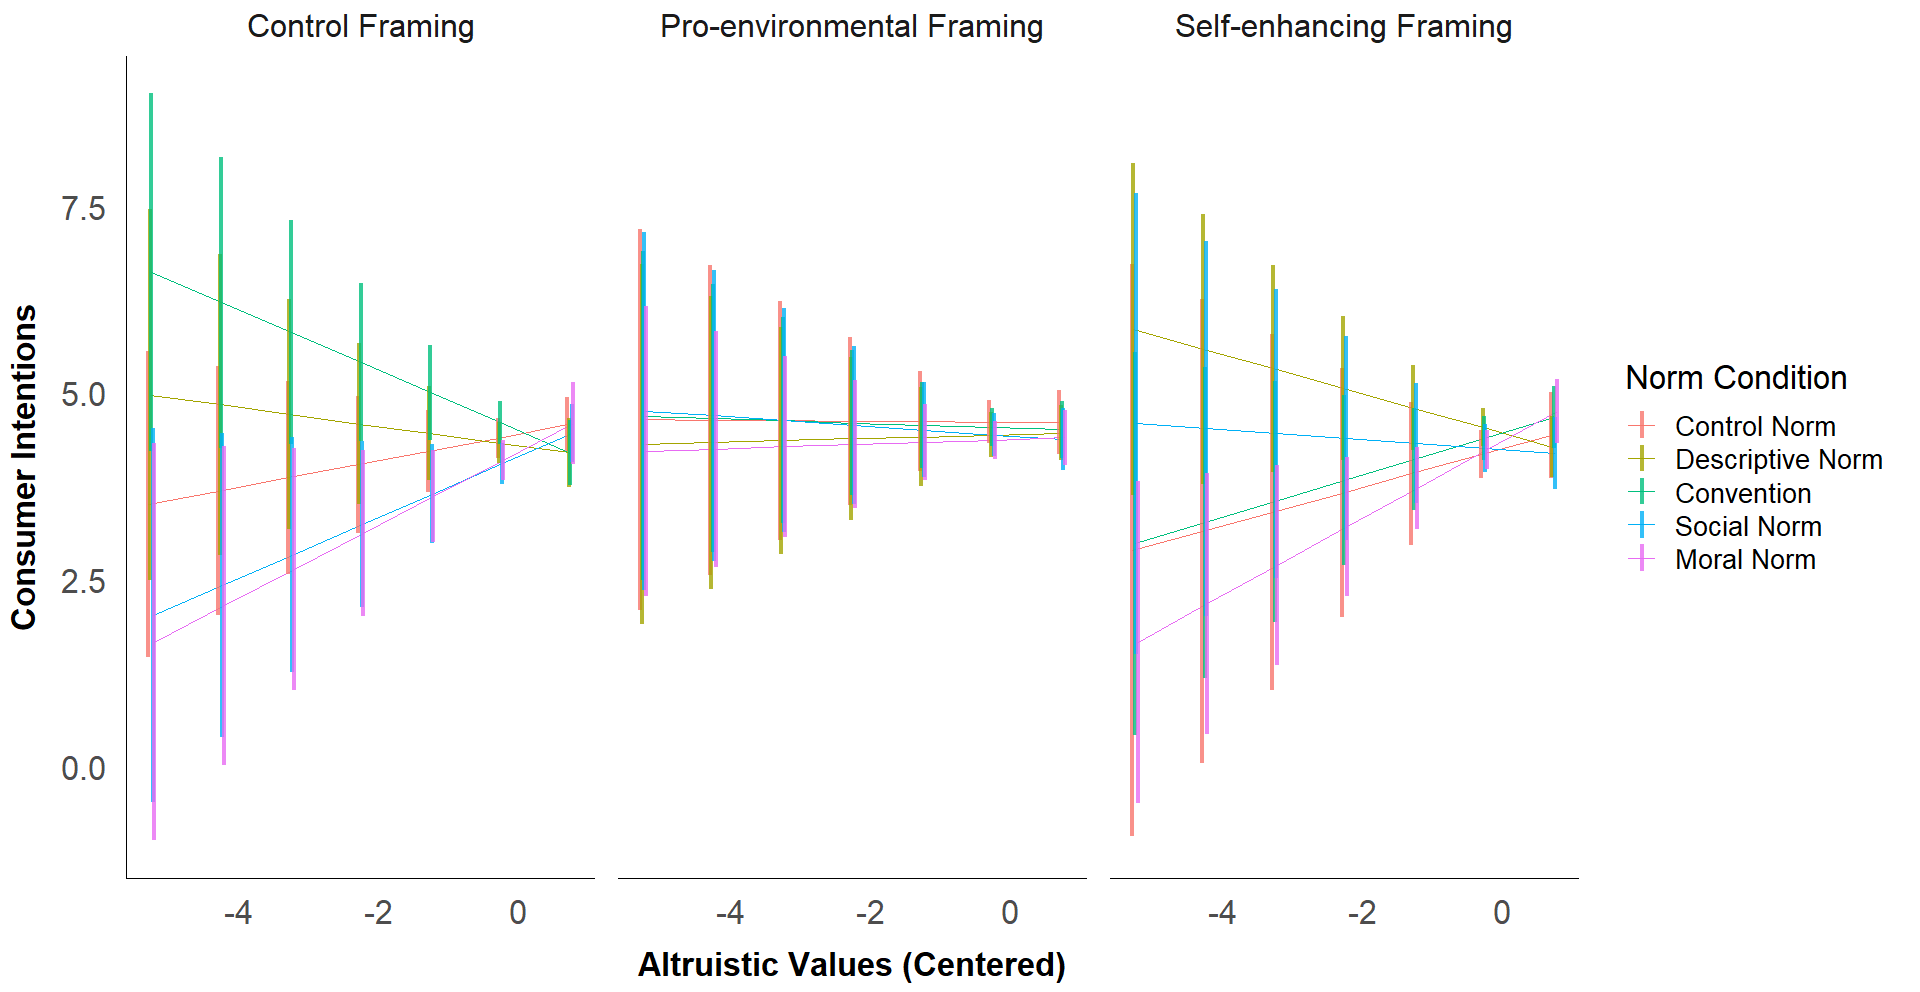 Control Framing
Pro-environmental Framing
Self-enhancing Framing
Consumer Intentions
7.5
5.0
2.5
0.0
-4
-2
0
-4
-2
0
-4
-2
0
Altruistic Values (Centered)
Norm Condition
Control Norm
Descriptive Norm
Convention
Social Norm
Moral Norm